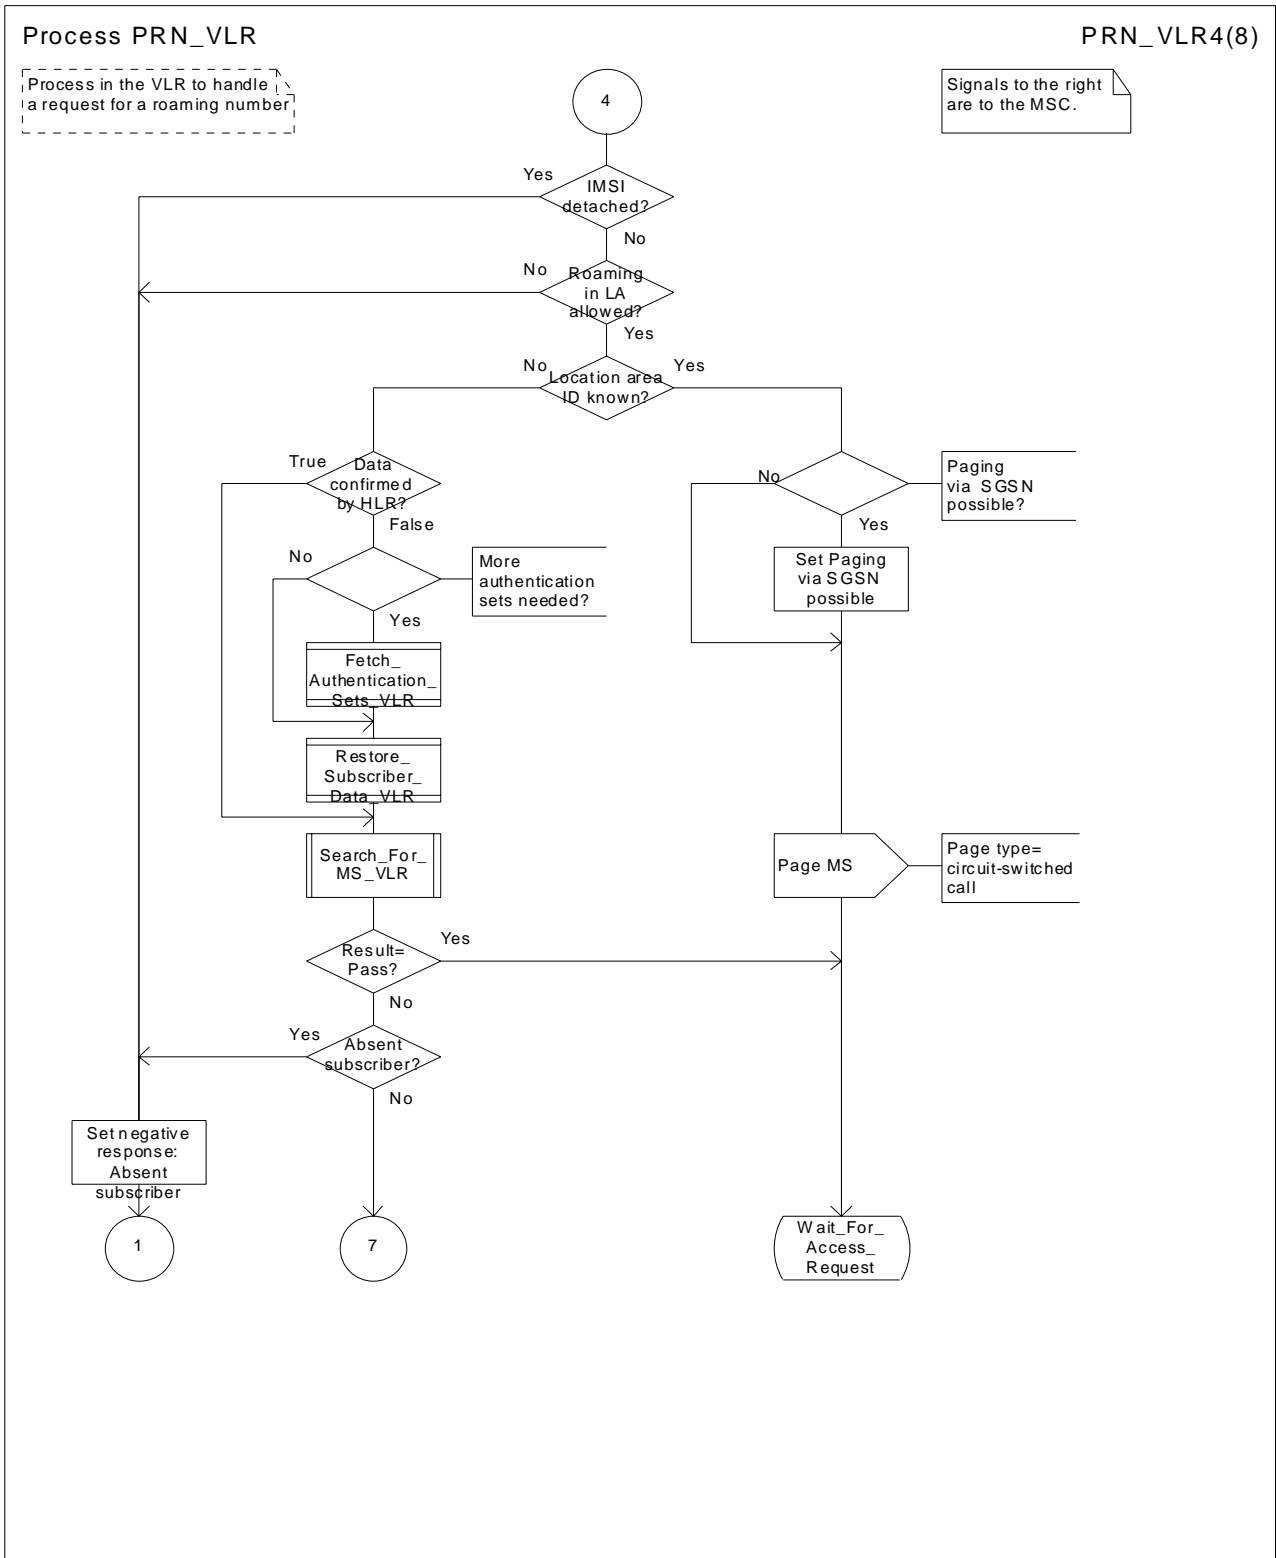 Process PRN_VLR
PRN_VLR4(8)
Process in the VLR to handle
a request for a roaming number
4
Signals to the right
are to the MSC.
Yes
IMSI
detached?
No
No
Roaming
in LA
allowed?
Yes
No
Location area
ID known?
Yes
True
Data
confirmed
by HLR?
False
No
Paging
via SGSN
possible?
Yes
No
More
authentication
sets needed?
Yes
Set Paging
via SGSN
possible
Fetch_
Authentication_
Sets_VLR
Restore_
Subscriber_
Data_VLR
Search_For_
MS_VLR
Page MS
Page type=
circuit-switched
call
Result=
Pass?
Yes
No
Yes
Absent
subscriber?
No
Set negative
response:
Absent
subscriber
1
7
Wait_For_
Access_
Request